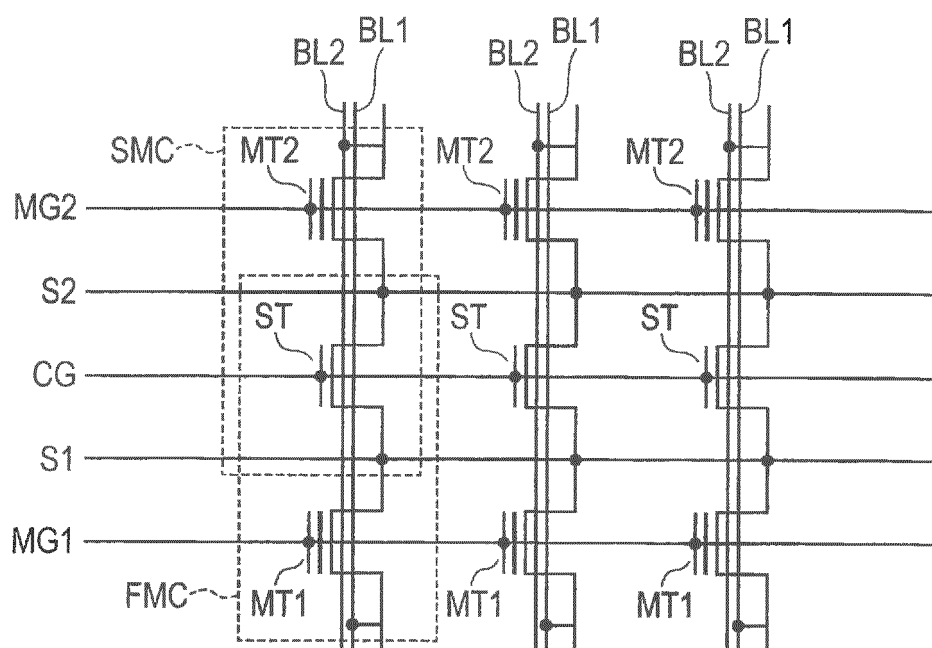 BL2 BL1 BL2 BL1 BL2 BL1
SMC MT2 MT2 MT2
MG2
S2
ST ST ST
CG
S1
MG1
FMC MT1 MT1 MT1